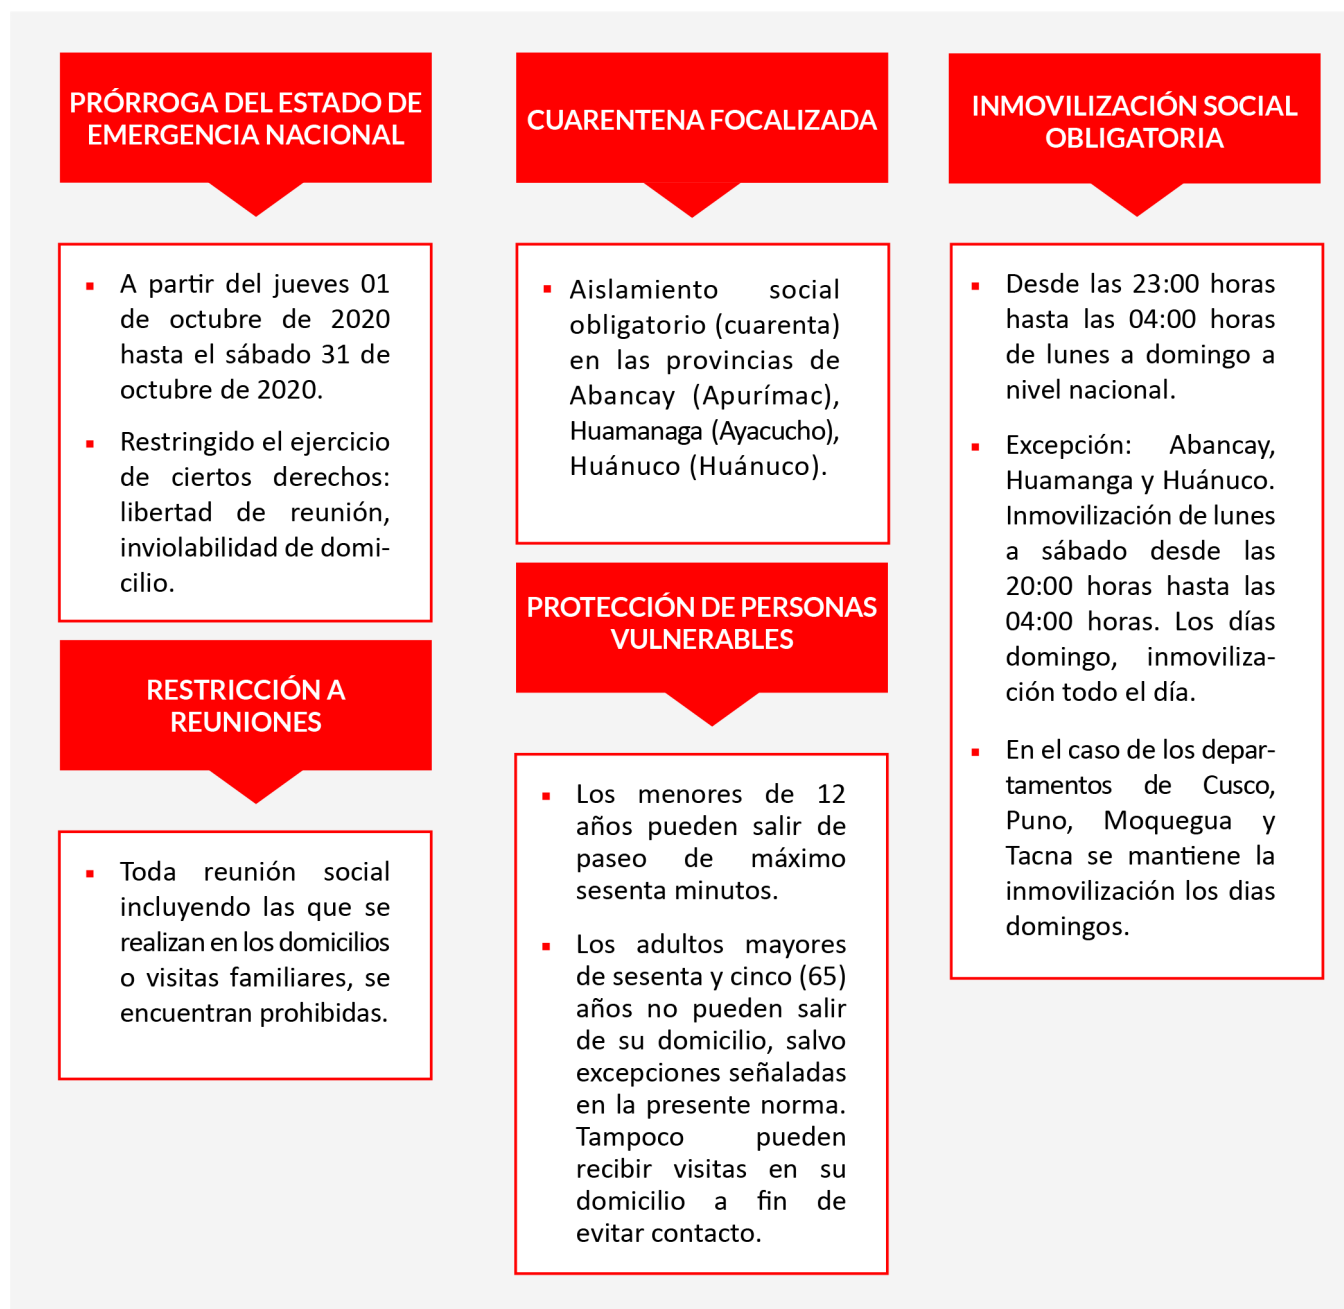 PRÓRROGA DEL ESTADO DE
EMERGENCIA NACIONAL
A partir del jueves 01
de octubre de 2020
hasta el sábado 31 de
octubre de 2020.
Restringido el ejercicio
de ciertos derechos:
libertad de reunión,
inviolabilidad de domi-
cilio.
RESTRICCIÓN A
REUNIONES
Toda reunión social
incluyendo las que se
realizan en los domicilios
o visitas familiares, se
encuentran prohibidas.
CUARENTENA FOCALIZADA
Aislamiento social
obligatorio (cuarenta)
en las provincias de
Abancay (Apurímac),
Huamanaga (Ayacucho),
Huánuco (Huánuco).
PROTECCIÓN DE PERSONAS
VULNERABLES
Los menores de 12
años pueden salir de
paseo de máximo
sesenta minutos.
Los adultos mayores
de sesenta y cinco (65)
años no pueden salir
de su domicilio, salvo
excepciones señaladas
en la presente norma.
Tampoco pueden
recibir visitas en su
domicilio a fin de
evitar contacto.
INMOVILIZACIÓN SOCIAL
OBLIGATORIA
Desde las 23:00 horas
hasta las 04:00 horas
de lunes a domingo a
nivel nacional.
Excepción: Abancay,
Huamanga y Huánuco.
Inmovilización de lunes
a sábado desde las
20:00 horas hasta las
04:00 horas. Los días
domingo, inmoviliza-
ción todo el día.
En el caso de los depar-
tamentos de Cusco,
Puno, Moquegua y
Tacna se mantiene la
inmovilización los dias
domingos.